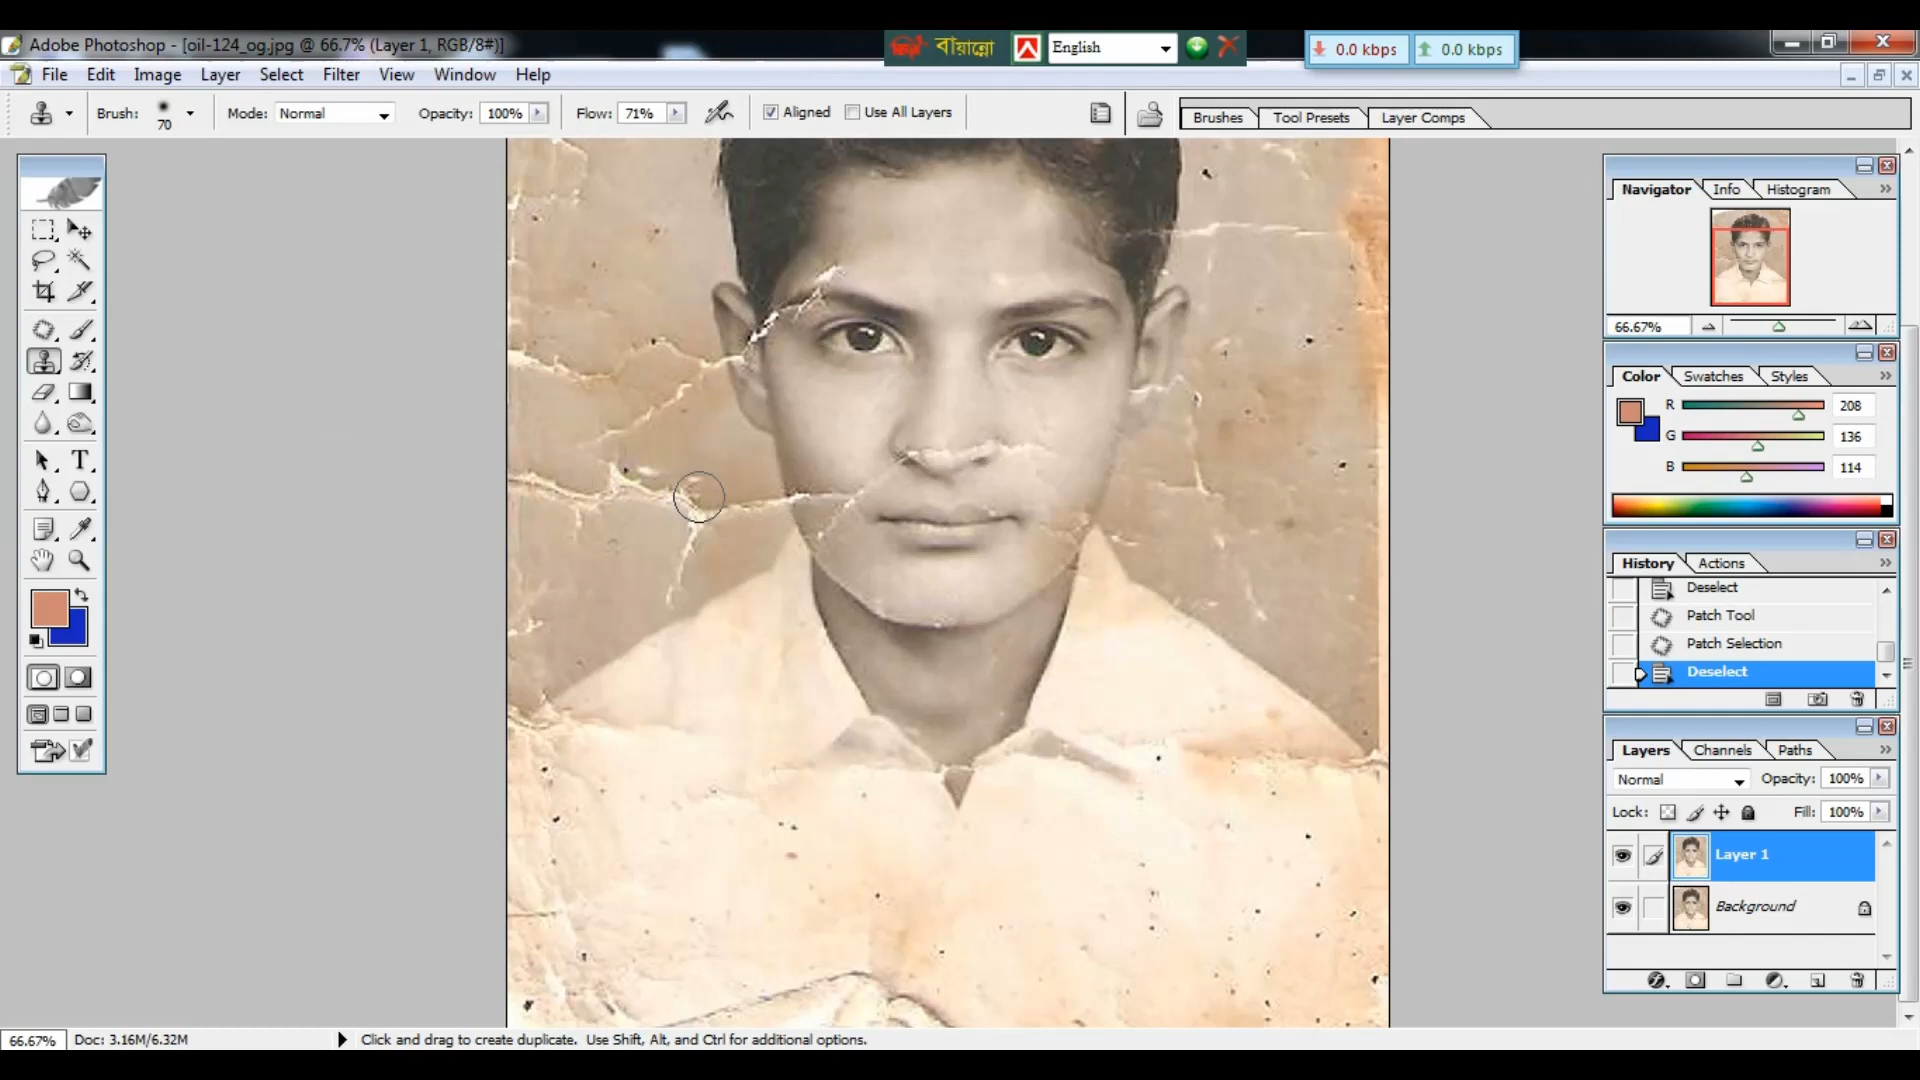 Adobe Photoshop - [oil-124_og.jpg @ 66.7% (Layer 1, RGB/8#)]
বায়ান্নো
English
0.0 kbps
0.0 kbps
File Edit Image Layer Select Filter View Window Help
Brush: 70
Mode: Normal
Opacity: 100%
Flow: 71%
Aligned
Use All Layers
Brushes
Tool Presets
Layer Comps
Navigator
Info
Histogram
66.67%
Color
Swatches
Styles
R 208
G 136
B 114
History
Actions
Deselect
Patch Tool
Patch Selection
Deselect
Layers
Channels
Paths
Normal
Opacity: 100%
Lock:
Fill: 100%
Layer 1
Background
66.67%
Doc: 3.16M/6.32M
Click and drag to create duplicate. Use Shift, Alt, and Ctrl for additional options.